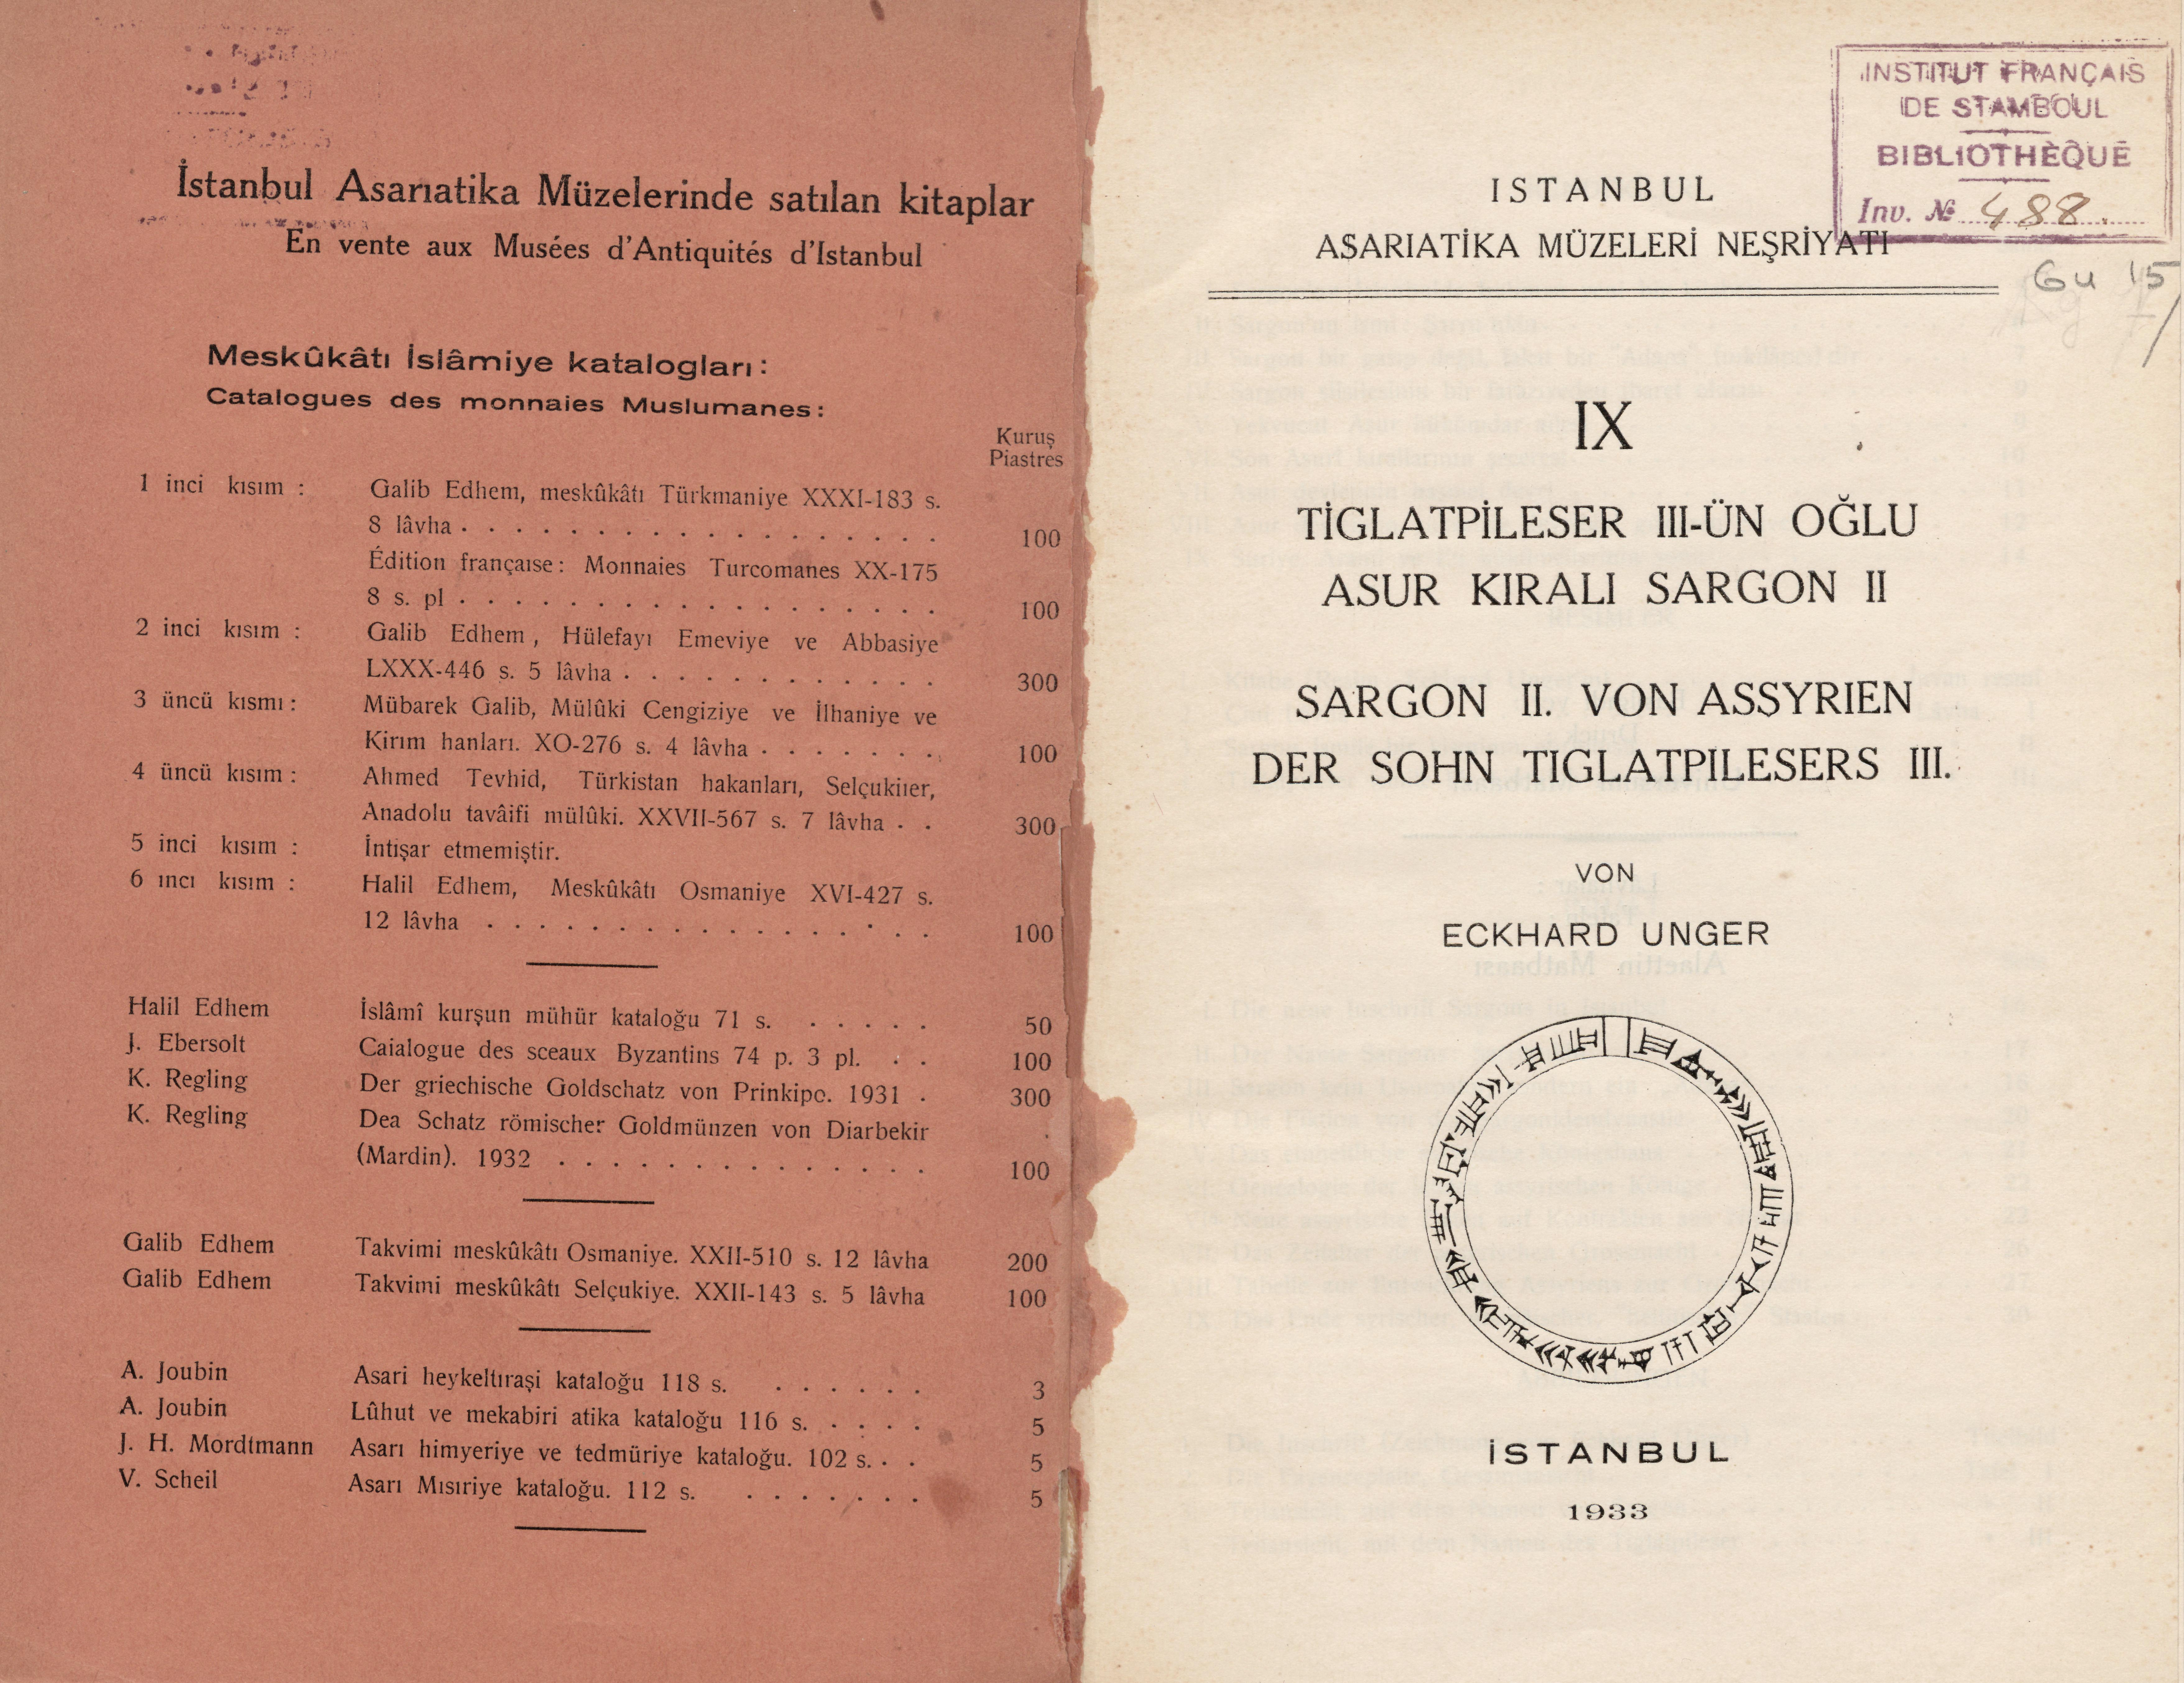 İstanbul Asarıatika Müzelerinde satılan kitaplar
En vente aux Musées d'Antiquités d'Istanbul
Meskûkâtı İslâmiye katalogları:
Catalogues des monnaies Muslumanes:
Kuruş
Piastres
1 inci kısım : Galib Edhem, meskûkâtı Türkmaniye XXXI-183 s.
8 lâvha . . . . . . . . . . . . . . . . . . 100
Édition françaıse: Monnaies Turcomanes XX-175
8 s. pl . . . . . . . . . . . . . . . . . . 100
2 inci kısım : Galib Edhem , Hülefayı Emeviye ve Abbasiye
LXXX-446 s. 5 lâvha . . . . . . . . . . . . 300
3 üncü kısmı : Mübarek Galib, Mülûki Cengiziye ve İlhaniye ve
Kirım hanları. XO-276 s. 4 lâvha . . . . . . . 100
4 üncü kısım : Ahmed Tevhid, Türkistan hakanları, Selçukiıer,
Anadolu tavâifi mülûki. XXVII-567 s. 7 lâvha . . 300
5 inci kısım : İntişar etmemiştir.
6 ıncı kısım : Halil Edhem, Meskûkâtı Osmaniye XVI-427 s.
12 lâvha . . . . . . . . . . . . . . . . . 100
Halil Edhem İslâmî kurşun mühür kataloğu 71 s. . . . . . 50
J. Ebersolt Caialogue des sceaux Byzantins 74 p. 3 pl. . . 100
K. Regling Der griechische Goldschatz von Prinkipo. 1931 . 300
K. Regling Dea Schatz römischer Goldmünzen von Diarbekir
(Mardin). 1932 . . . . . . . . . . . . . . 100
Galib Edhem Takvimi meskûkâtı Osmaniye. XXII-510 s. 12 lâvha 200
Galib Edhem Takvimi meskûkâtı Selçukiye. XXII-143 s. 5 lâvha 100
A. Joubin Asari heykeltıraşi kataloğu 118 s. . . . . . . 3
A. Joubin Lûhut ve mekabiri atika kataloğu 116 s. . . . . 5
J. H. Mordtmann Asarı himyeriye ve tedmüriye kataloğu. 102 s. . . 5
V. Scheil Asarı Mısıriye kataloğu. 112 s. . . . . . . . 5
INSTITUT FRANÇAIS
DE STAMBOUL
BIBLIOTHÈQUE
Inv. № 488.
Gu 15
ISTANBUL
ASARIATİKA MÜZELERİ NEŞRİYATI
IX
TİGLATPİLESER III-ÜN OĞLU
ASUR KIRALI SARGON II
SARGON II. VON ASSYRIEN
DER SOHN TIGLATPILESERS III.
VON
ECKHARD UNGER
İSTANBUL
1933